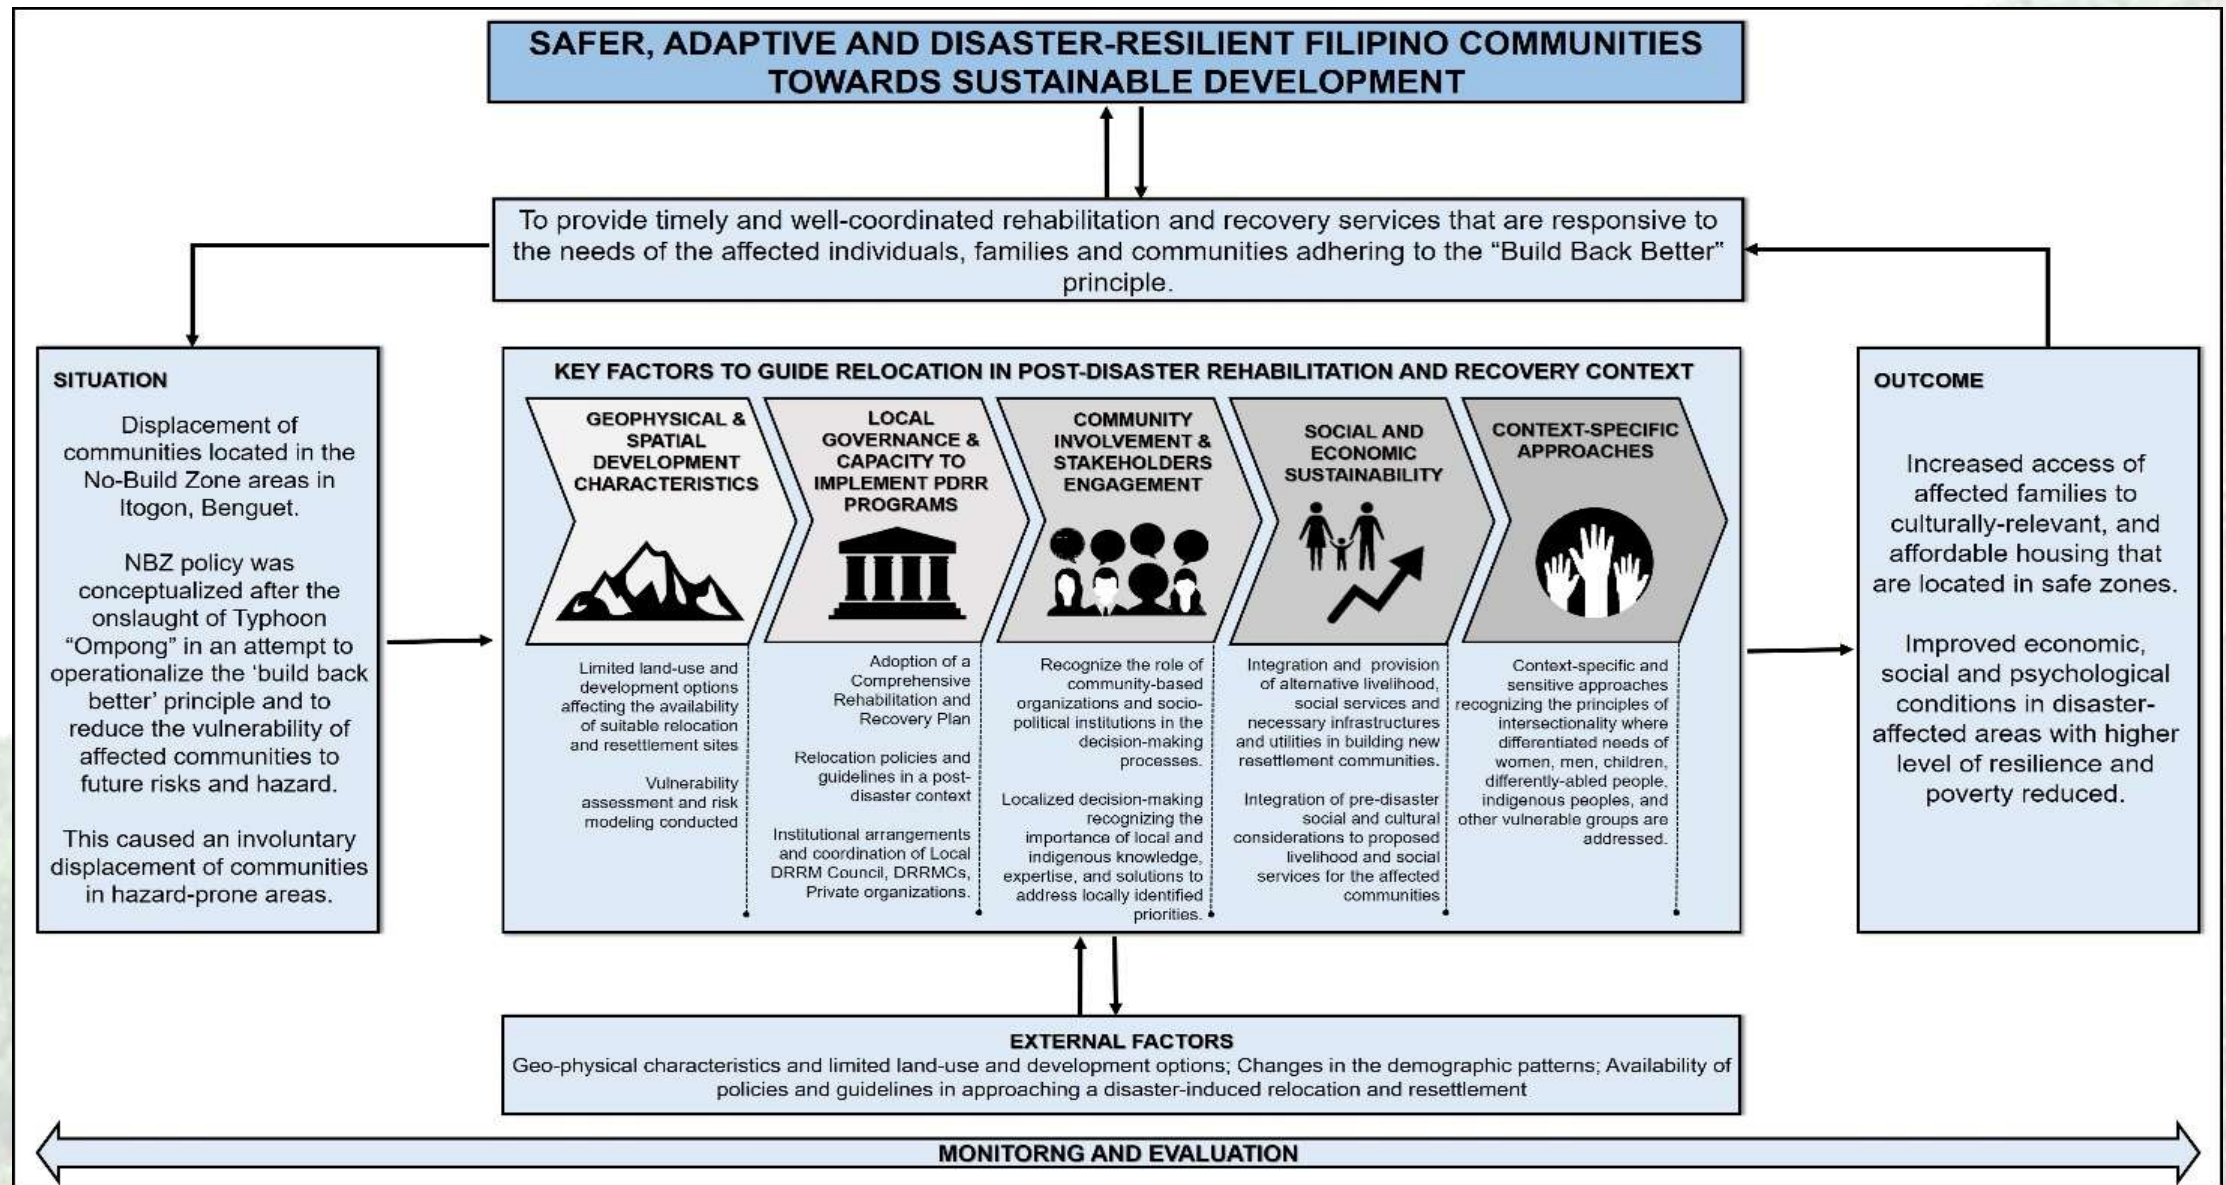 SAFER, ADAPTIVE AND DISASTER-RESILIENT FILIPINO COMMUNITIES
TOWARDS SUSTAINABLE DEVELOPMENT
To provide timely and well-coordinated rehabilitation and recovery services that are responsive to
the needs of the affected individuals, families and communities adhering to the “Build Back Better"
principle.
SITUATION
Displacement of
communities located in the
No-Build Zone areas in
Itogon, Benguet.
NBZ policy was
conceptualized after the
onslaught of Typhoon
“Ompong” in an attempt to
operationalize the ‘build back
better’ principle and to
reduce the vulnerability of
affected communities to
future risks and hazard.
This caused an involuntary
displacement of communities
in hazard-prone areas.
KEY FACTORS TO GUIDE RELOCATION IN POST-DISASTER REHABILITATION AND RECOVERY CONTEXT
GEOPHYSICAL &
SPATIAL
DEVELOPMENT
CHARACTERISTICS
Limited land-use and
development options
affecting the availability
of suitable relocation
and resettlement sites
Vulnerability
assessment and risk
modeling conducted
LOCAL
GOVERNANCE &
CAPACITY TO
IMPLEMENT PDRR
PROGRAMS
Adoption of a
Comprehensive
Rehabilitation and
Recovery Plan
Relocation policies and
guidelines in a post-
disaster context
Institutional arrangements
and coordination of Local
DRRM Council, DRRMCs,
Private organizations.
COMMUNITY
INVOLVEMENT &
STAKEHOLDERS
ENGAGEMENT
Recognize the role of
community-based
organizations and socio-
political institutions in the
decision-making
processes.
Localized decision-making
recognizing the
importance of local and
indigenous knowledge,
expertise, and solutions to
address locally identified
priorities.
SOCIAL AND
ECONOMIC
SUSTAINABILITY
Integration and provision
of alternative livelihood,
social services and
necessary infrastructures
and utilities in building new
resettlement communities.
Integration of pre-disaster
social and cultural
considerations to proposed
livelihood and social
services for the affected
communities
CONTEXT-SPECIFIC
APPROACHES
Context-specific and
sensitive approaches
recognizing the principles of
intersectionality where
differentiated needs of
women, men, children,
differently-abled people,
indigenous peoples, and
other vulnerable groups are
addressed.
OUTCOME
Increased access of
affected families to
culturally-relevant, and
affordable housing that
are located in safe zones.
Improved economic,
social and psychological
conditions in disaster-
affected areas with higher
level of resilience and
poverty reduced.
EXTERNAL FACTORS
Geo-physical characteristics and limited land-use and development options; Changes in the demographic patterns; Availability of
policies and guidelines in approaching a disaster-induced relocation and resettlement
MONITORNG AND EVALUATION